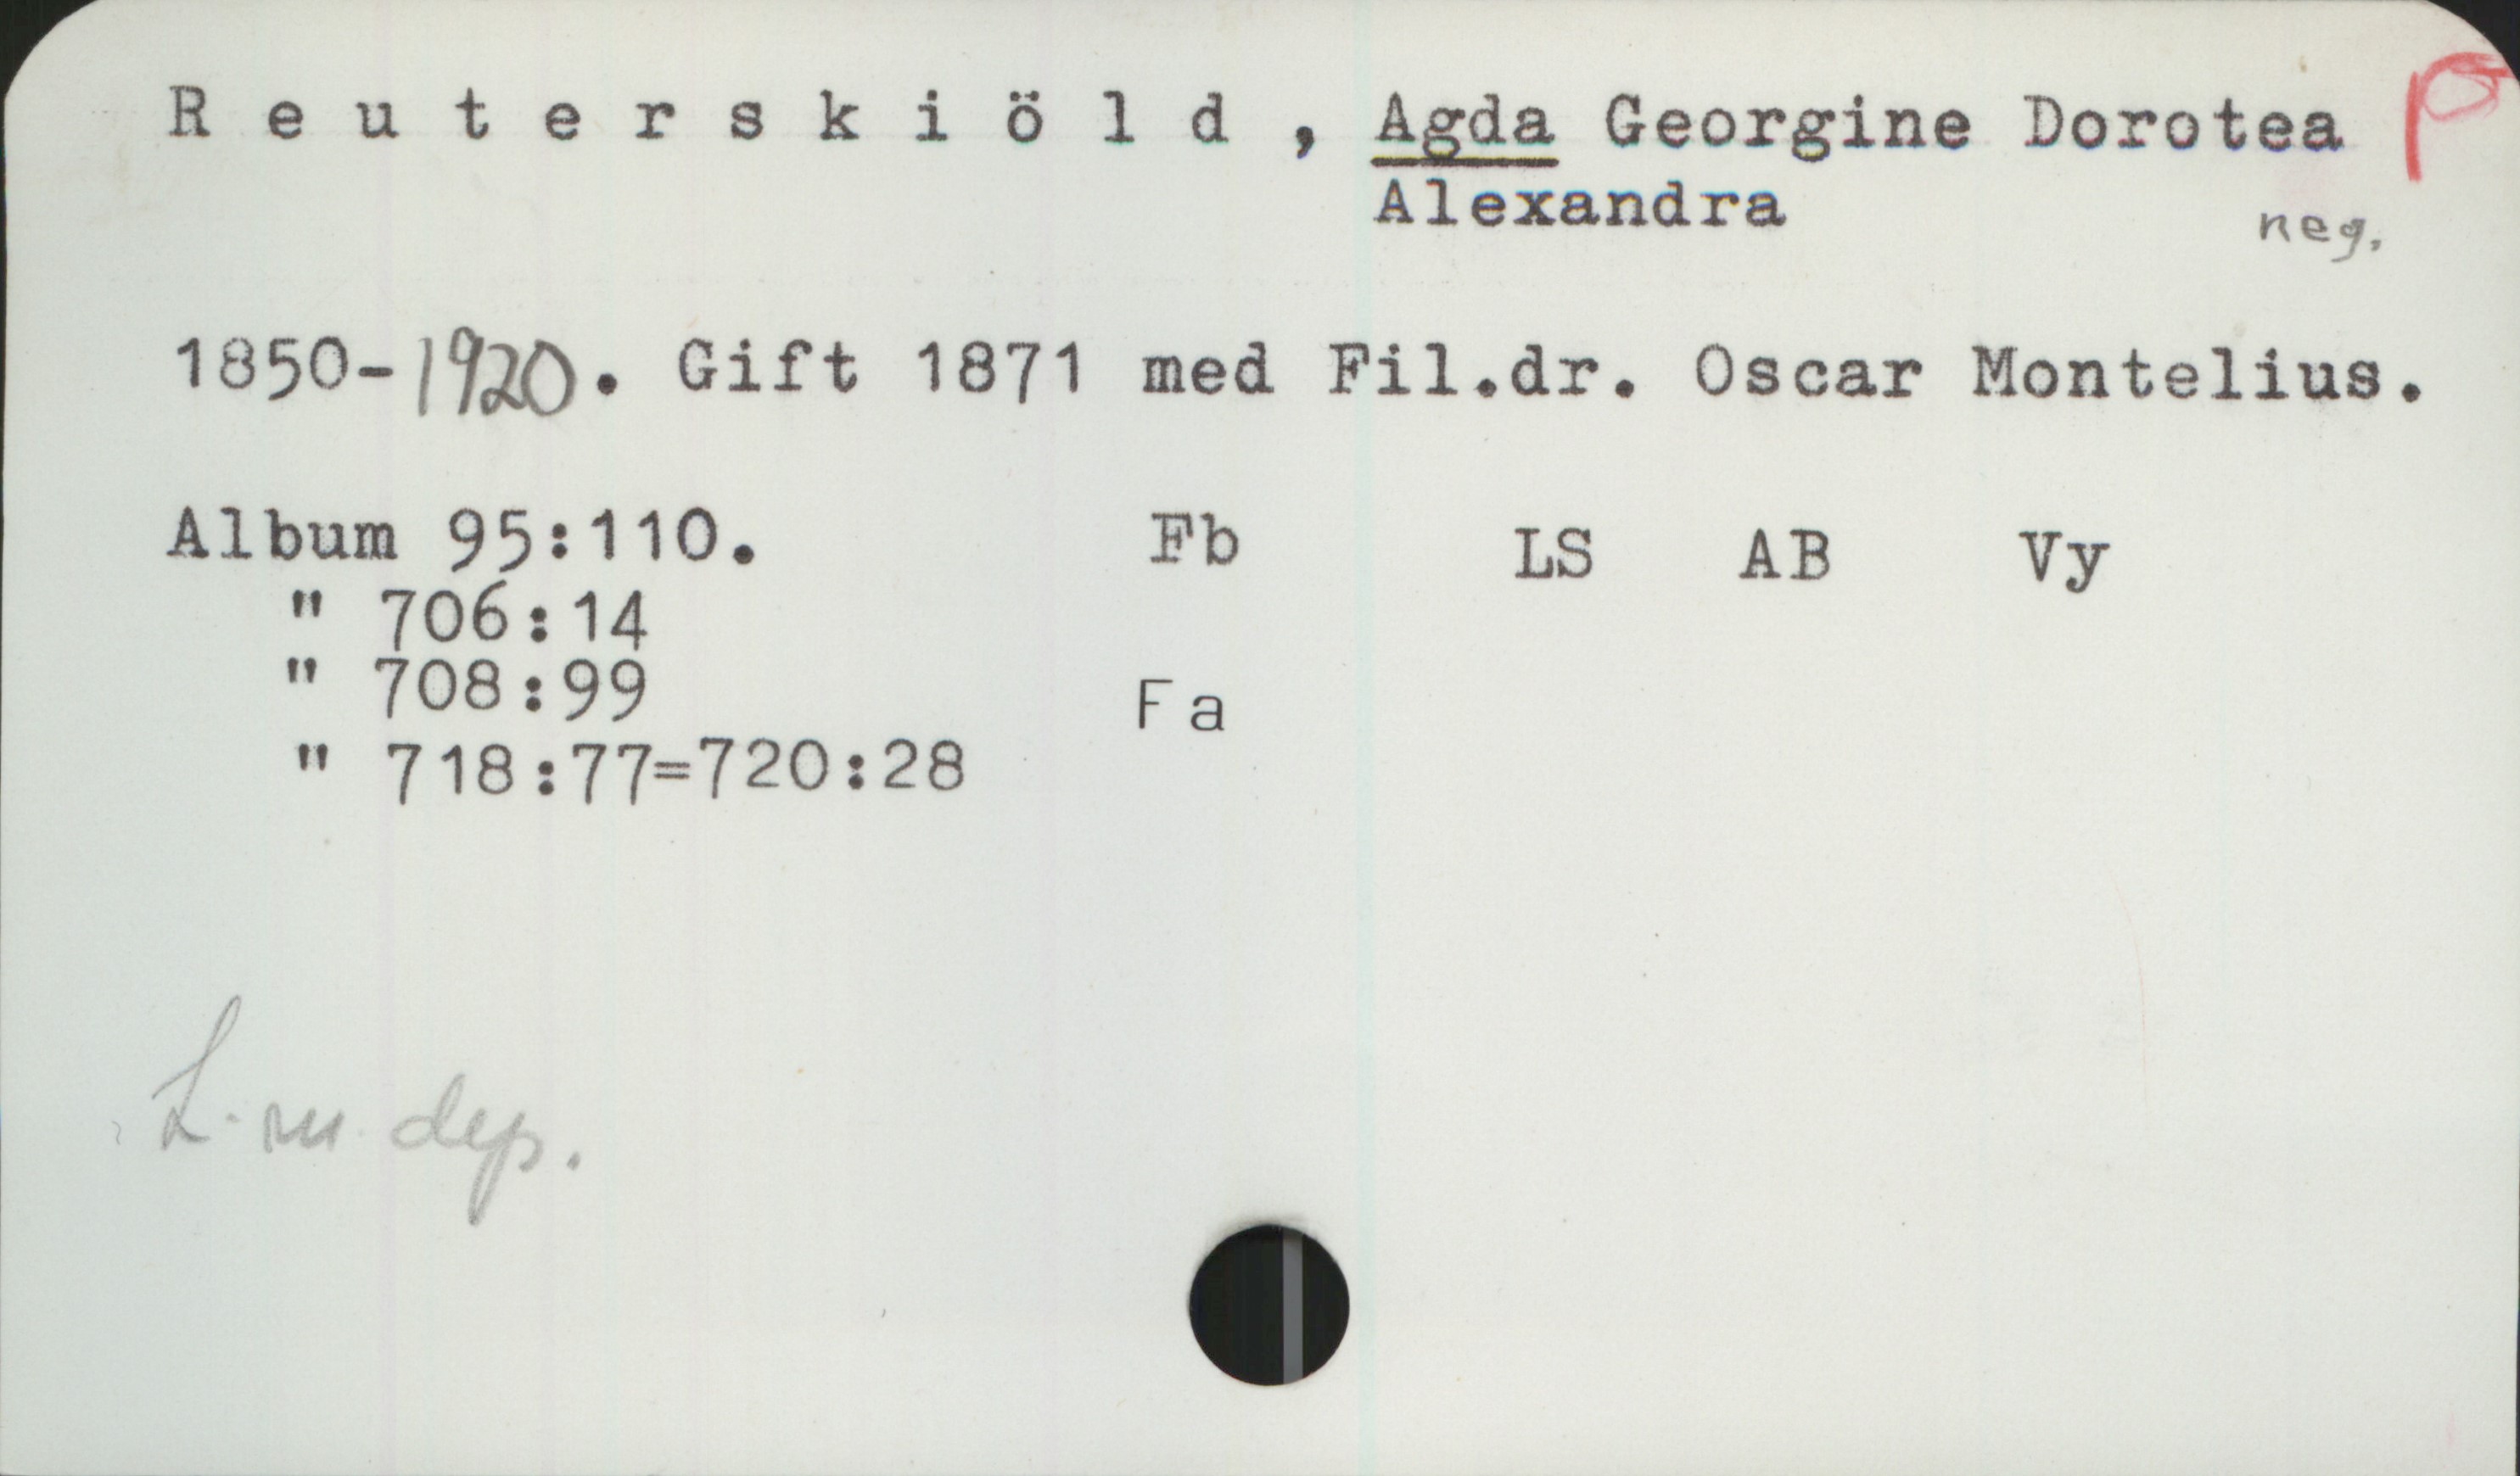 R e u t e r s k i ö l d , Agda Georgine Dorotea P
Alexandra
neg.
1850-1920. Gift 1871 med Fil.dr. Oscar Montelius.
Album 95:110. Fb LS AB Vy
" 706:14
" 708:99 Fa
" 718:77=720:28
L. m dep.